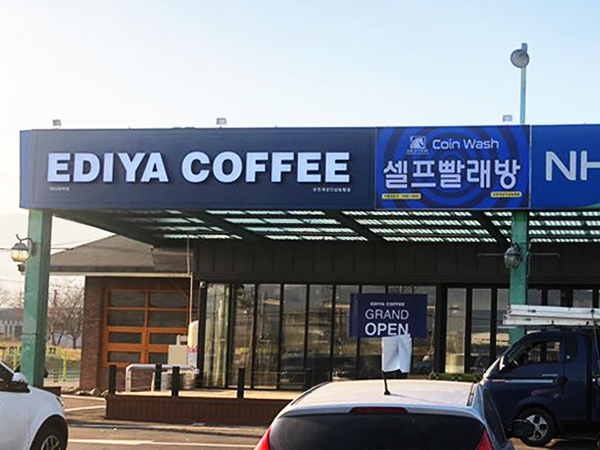 EDIYA COFFEE
Coin Wash
셀프빨래방
NH
EDIYA COFFEE
GRAND
OPEN